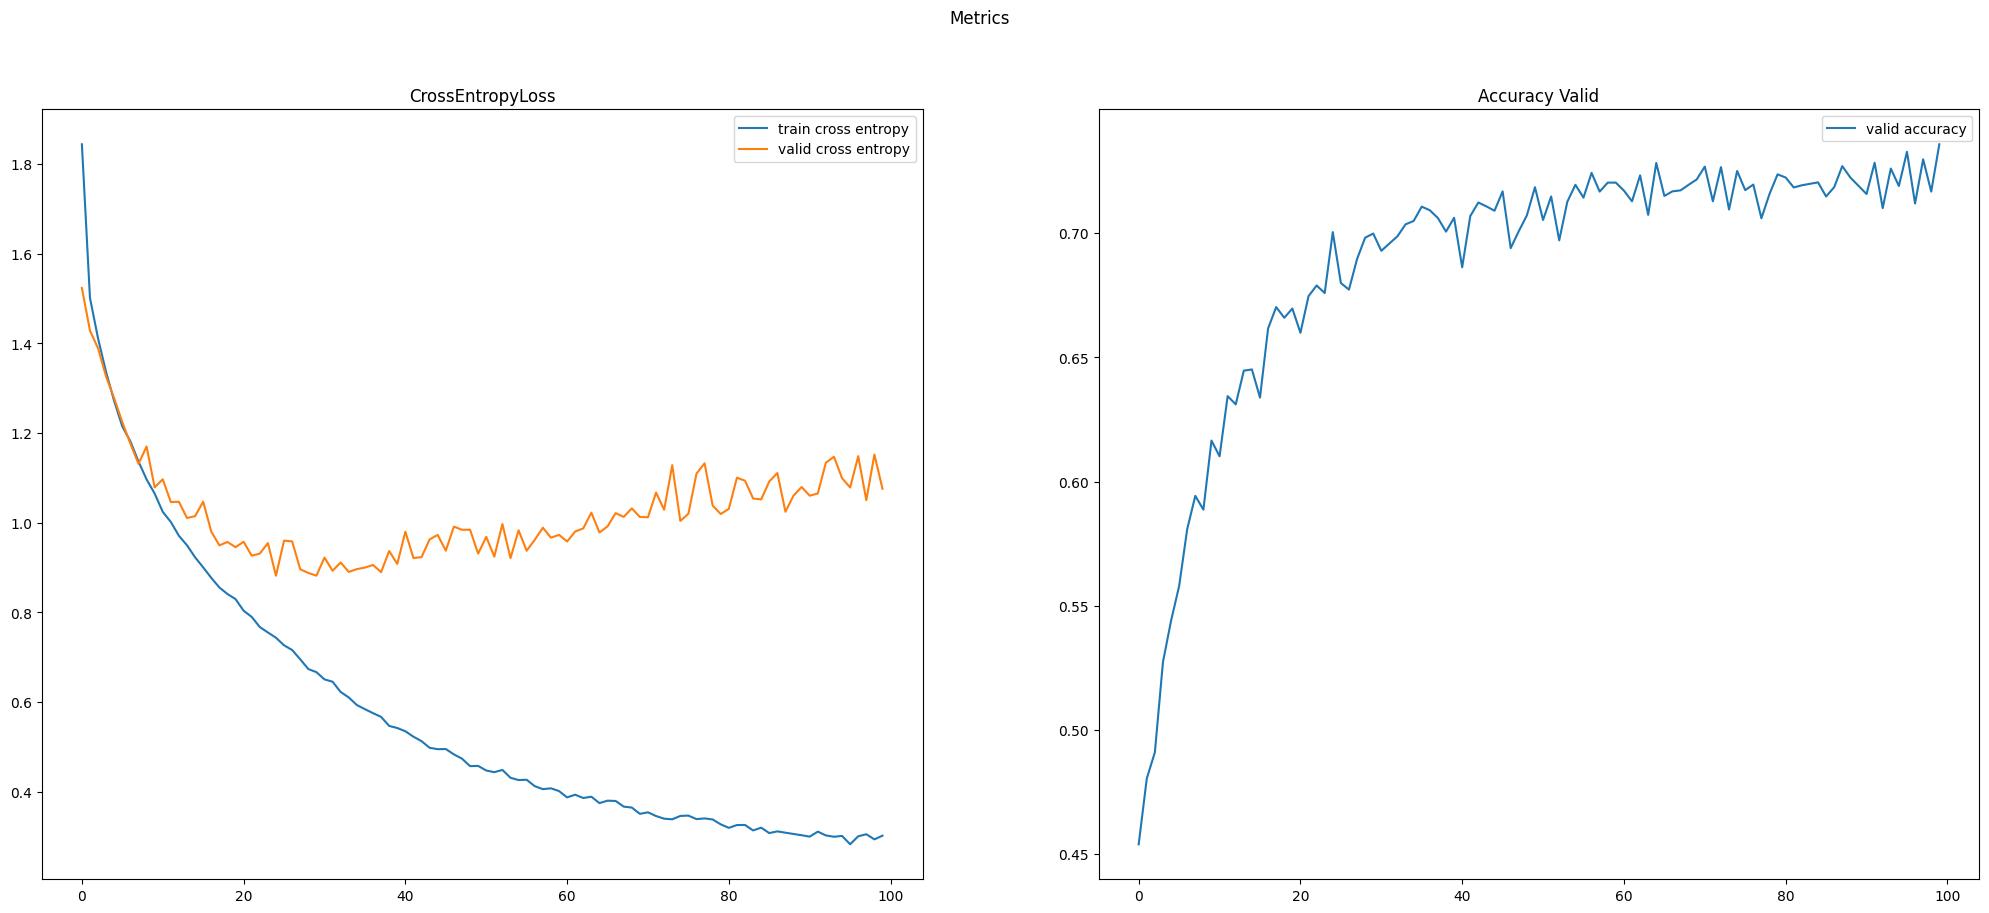 Metrics
CrossEntropyLoss
train cross entropy
valid cross entropy
1.8
1.6
1.4
1.2
1.0
0.8
0.6
0.4
0 20 40 60 80 100
Accuracy Valid
valid accuracy
0.70
0.65
0.60
0.55
0.50
0.45
0 20 40 60 80 100